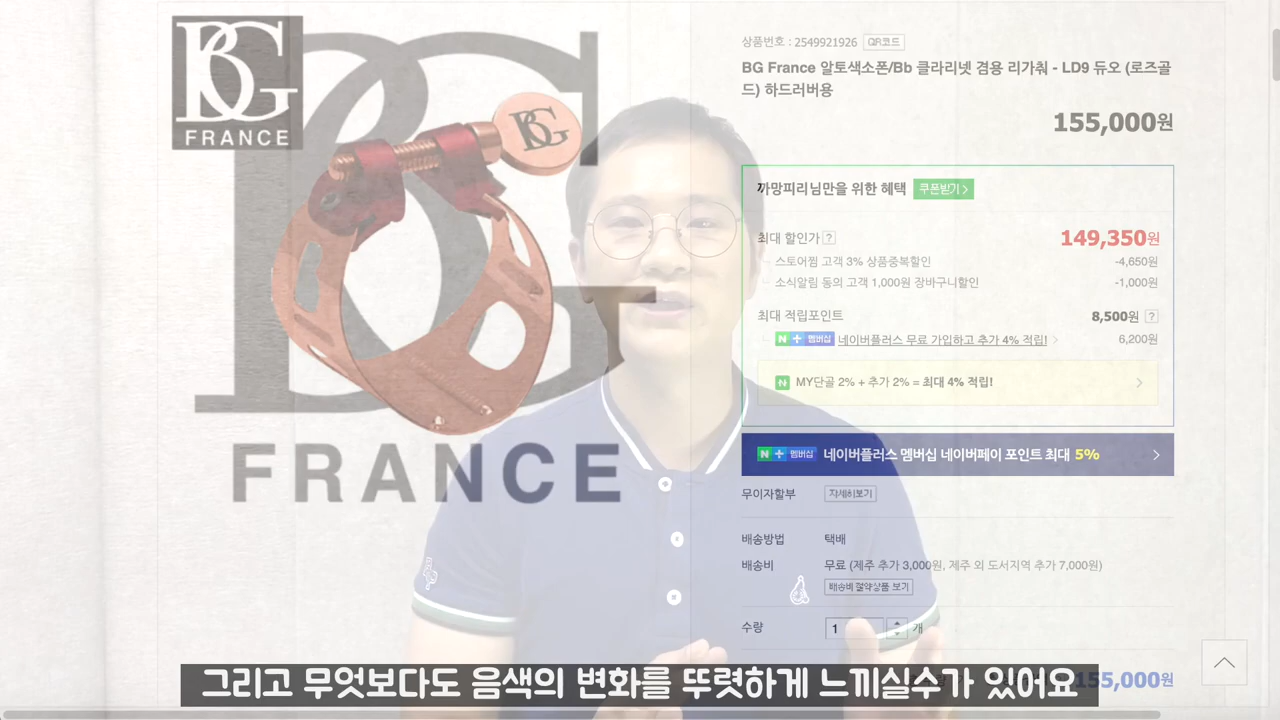 BG
FRANCE
BG
BG
FRANCE
상품번호 : 2549921926 QR코드
BG France 알토색소폰/Bb 클라리넷 겸용 리가춰 - LD9 듀오 (로즈골
드) 하드러버용
155,000원
까망피리님만을 위한 혜택 쿠폰받기 >
최대 할인가 ? 149,350원
스토어찜 고객 3% 상품중복할인 -4,650원
소식알림 동의 고객 1,000원 장바구니할인 -1,000원
최대 적립포인트 8,500원 ?
N + 멤버십 네이버플러스 무료 가입하고 추가 4% 적립! > 6,200원
N MY단골 2% + 추가 2% = 최대 4% 적립! >
N + 멤버십 네이버플러스 멤버십 네이버페이 포인트 최대 5% >
무이자할부 자세히보기
배송방법 택배
배송비 무료 (제주 추가 3,000원, 제주 외 도서지역 추가 7,000원)
배송비 절약상품 보기
수량 1 개
155,000원
그리고 무엇보다도 음색의 변화를 뚜렷하게 느끼실수가 있어요